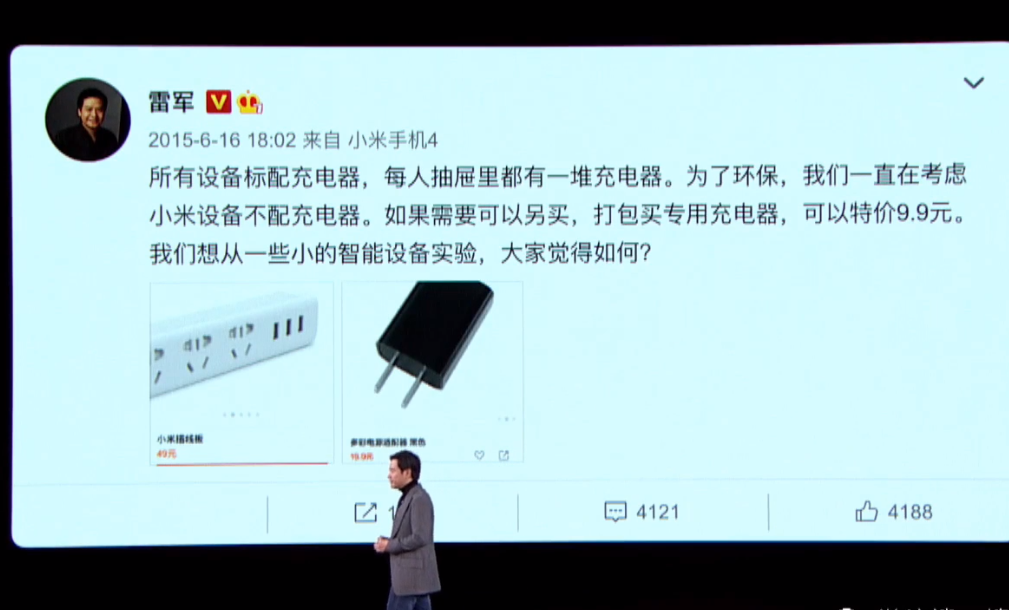 雷军
2015-6-16 18:02 来自 小米手机4
所有设备标配充电器，每人抽屉里都有一堆充电器。为了环保，我们一直在考虑
小米设备不配充电器。如果需要可以另买，打包买专用充电器，可以特价9.9元。
我们想从一些小的智能设备实验，大家觉得如何？
小米插线板
49元
多彩电源适配器 黑色
19.9元
4121
4188